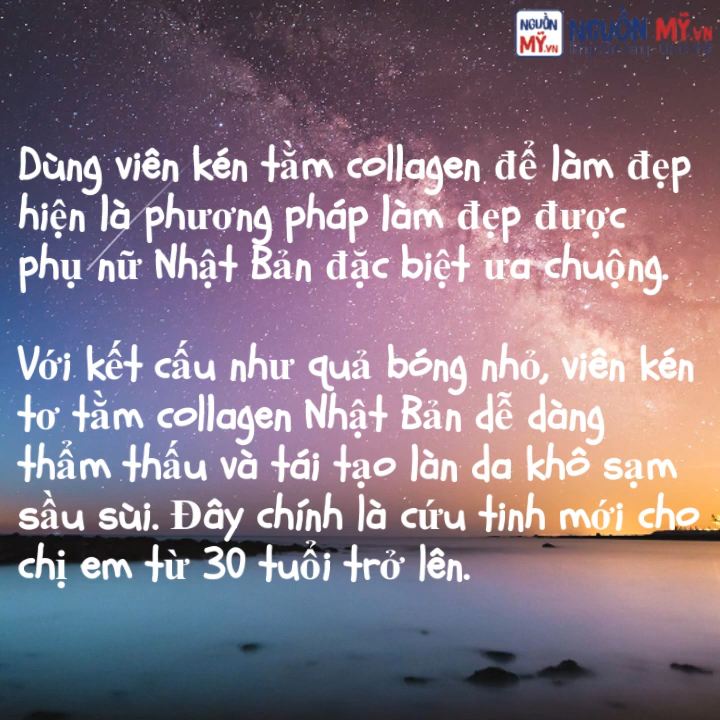 NGUỒN MỸ.VN
NGUỒN MỸ.VN
Dùng viên kén tằm collagen để làm đẹp
hiện là phương pháp làm đẹp được
phụ nữ Nhật Bản đặc biệt ưa chuộng.
Với kết cấu như quả bóng nhỏ, viên kén
tơ tằm collagen Nhật Bản dễ dàng
thẩm thấu và tái tạo làn da khô sạm
sầu sùi. Đây chính là cứu tinh mới cho
chị em từ 30 tuổi trở lên.